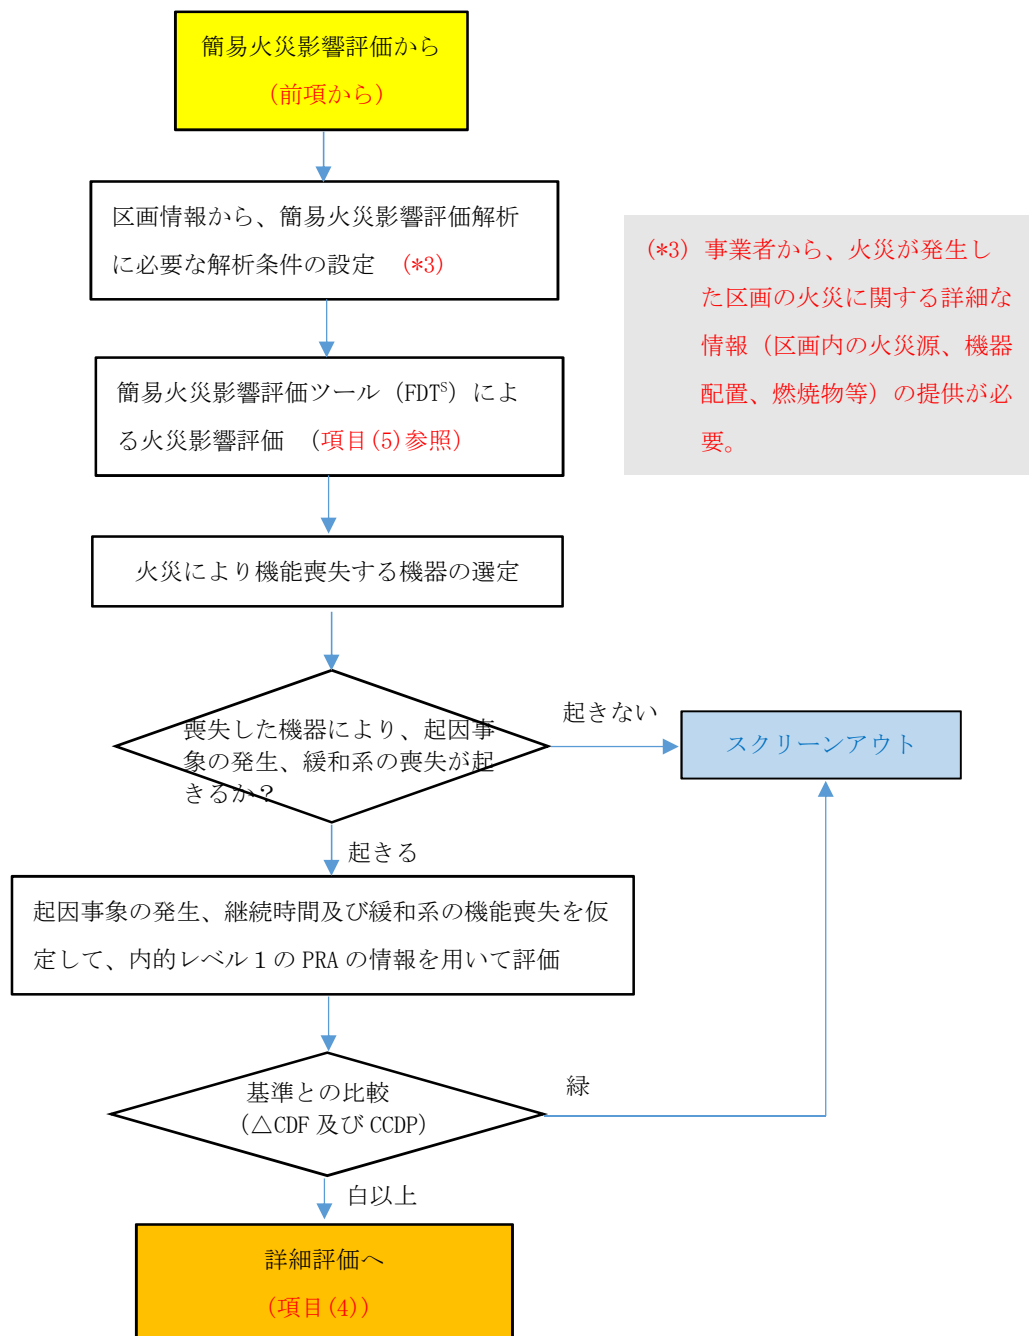 簡易火災影響評価から
（前項から）
区画情報から、簡易火災影響評価解析
に必要な解析条件の設定　(*3)
(*3) 事業者から、火災が発生し
た区画の火災に関する詳細な
情報（区画内の火災源、機器
配置、燃焼物等）の提供が必
要。
簡易火災影響評価ツール（FDTˢ）によ
る火災影響評価　（項目(5)参照）
火災により機能喪失する機器の選定
喪失した機器により、起因事
象の発生、緩和系の喪失が起
きるか？
起きない
スクリーンアウト
起きる
起因事象の発生、継続時間及び緩和系の機能喪失を仮
定して、内的レベル１の PRA の情報を用いて評価
基準との比較
（△CDF 及び CCDP）
緑
白以上
詳細評価へ
（項目(4)）